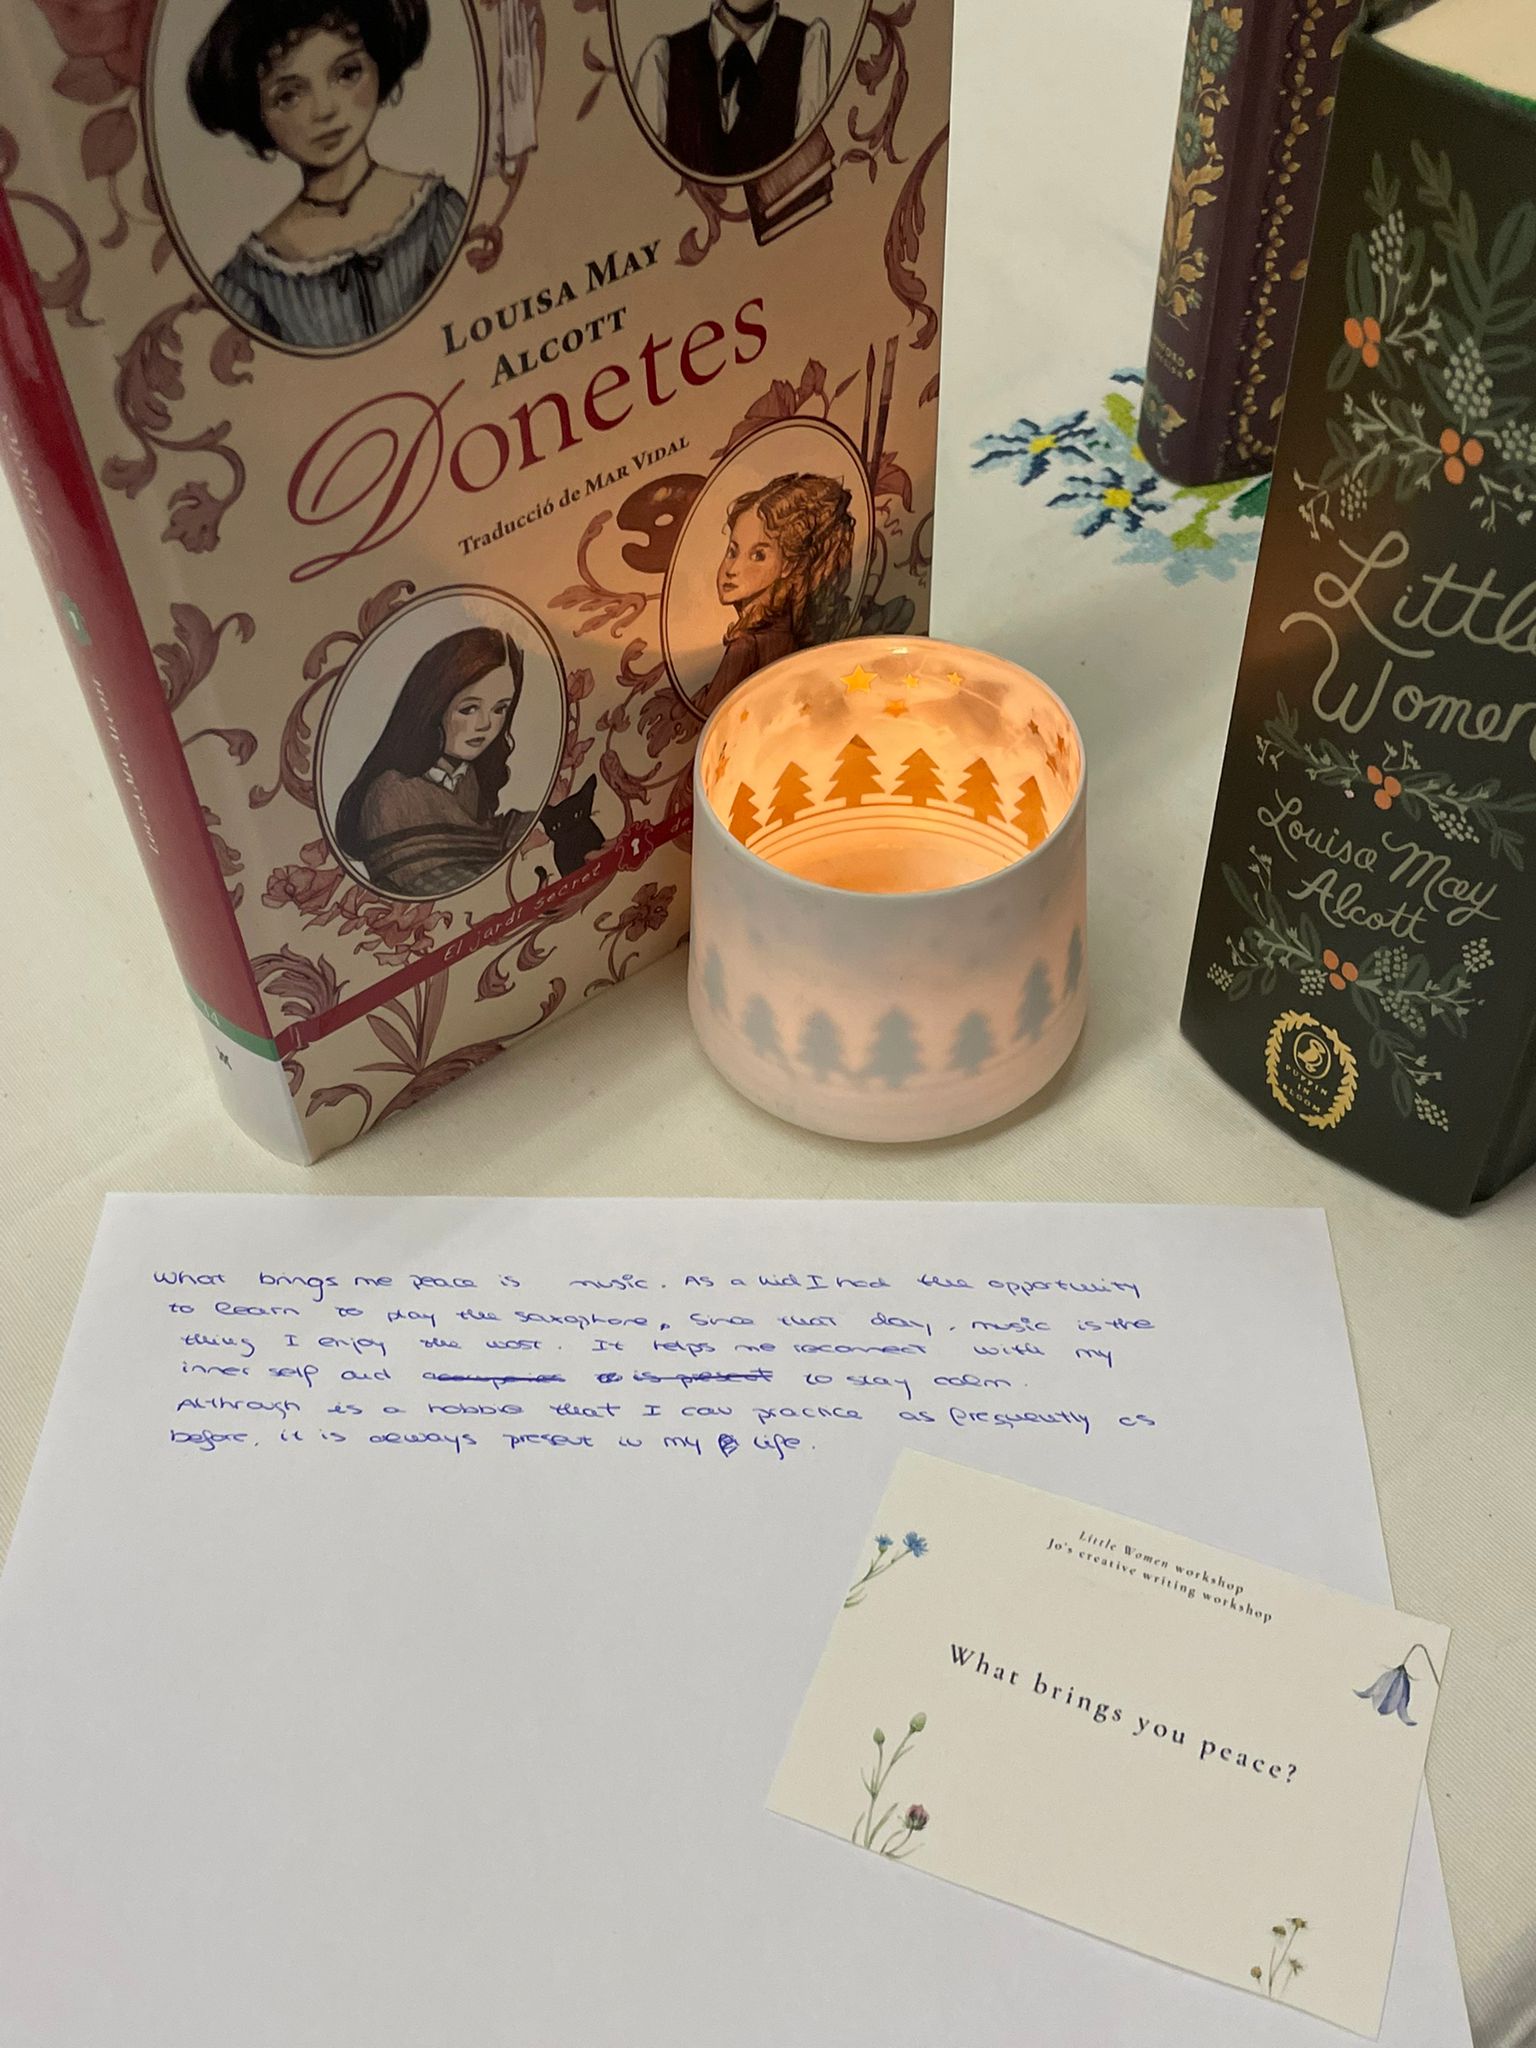 LOUISA MAY
ALCOTT
Donetes
Traducció de MAR VIDAL
El jardí secret
de
14
Little
Women
Louisa May
Alcott
PUFFIN
IN
BLOOM
What brings me peace is music. As a kid I had the opportunity
to learn to play the saxophone. Since that day, music is the
thing I enjoy the most. It helps me reconnect with my
inner self and to stay calm.
Althrough is a hobbie that I can practice as frequently as
before, it is always present in my life.
Little Women workshop
Jo's creative writing workshop
What brings you peace?